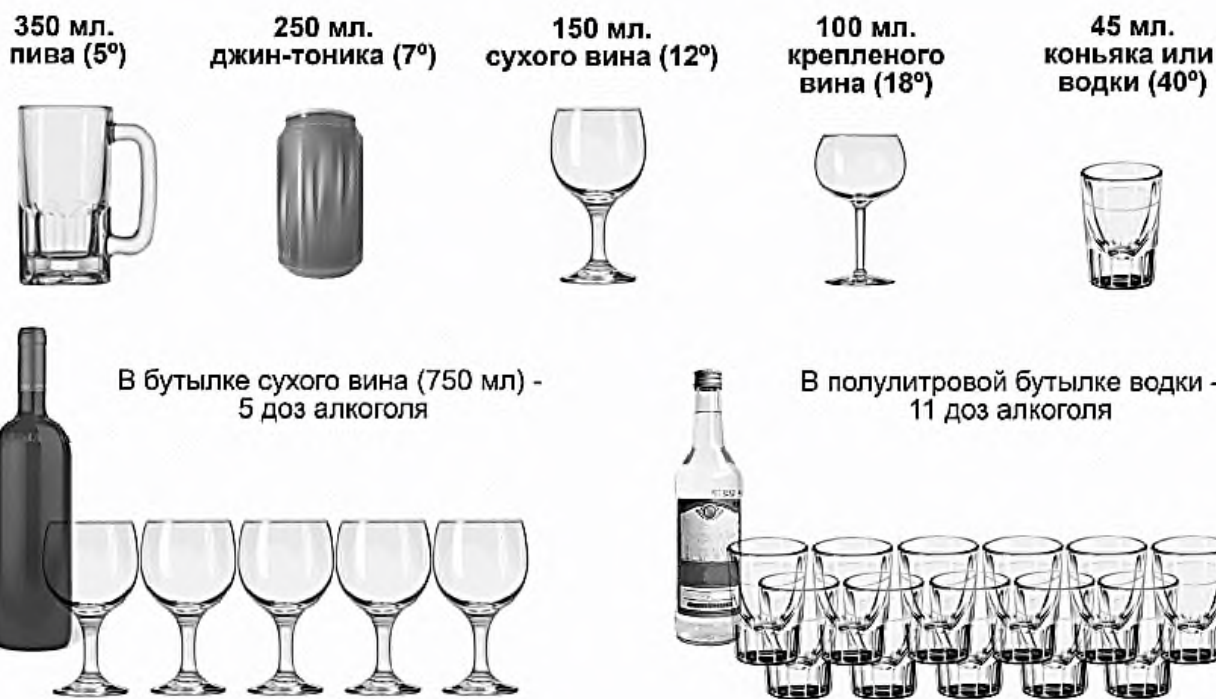 350 мл.
пива (5º)
250 мл.
джин-тоника (7º)
150 мл.
сухого вина (12º)
100 мл.
крепленого
вина (18º)
45 мл.
коньяка или
водки (40º)
В бутылке сухого вина (750 мл) -
5 доз алкоголя
В полулитровой бутылке водки -
11 доз алкоголя